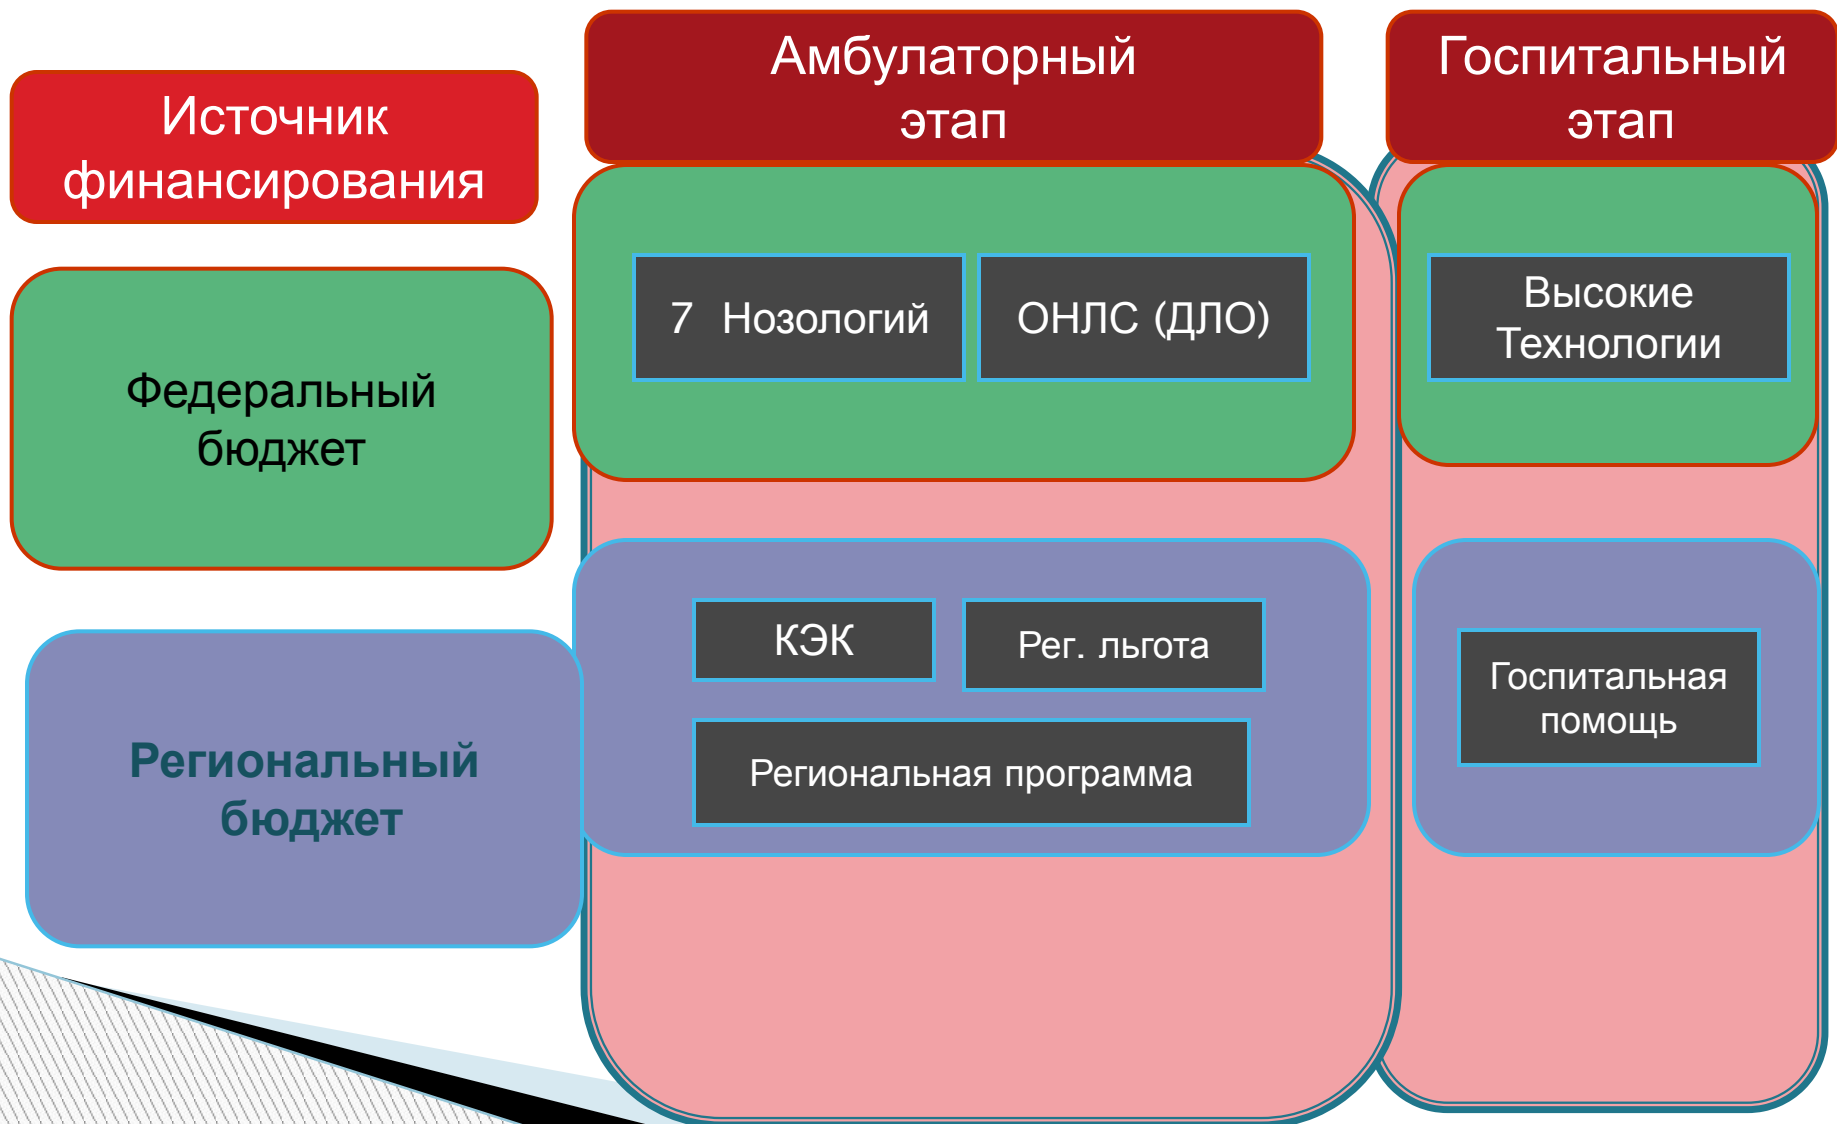 Источник
финансирования
Амбулаторный
этап
Госпитальный
этап
Федеральный
бюджет
7 Нозологий
ОНЛС (ДЛО)
Высокие
Технологии
Региональный
бюджет
КЭК
Рег. льгота
Региональная программа
Госпитальная
помощь